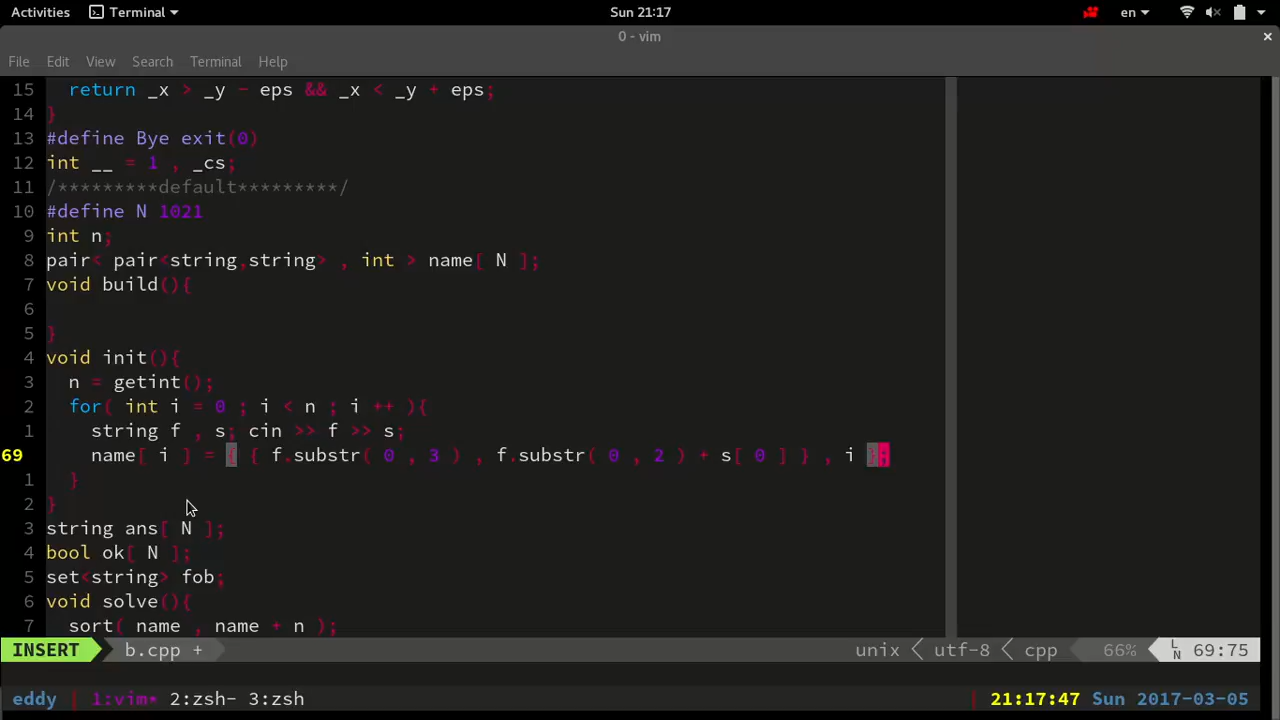 Activities Terminal Sun 21:17 en
0 - vim ×
File Edit View Search Terminal Help
15 return _x > _y - eps && _x < _y + eps;
14 }
13 #define Bye exit(0)
12 int __ = 1 , _cs;
11 /*********default*********/
10 #define N 1021
9 int n;
8 pair< pair<string,string> , int > name[ N ];
7 void build(){
6
5 }
4 void init(){
3 n = getint();
2 for( int i = 0 ; i < n ; i ++ ){
1 string f , s; cin >> f >> s;
69 name[ i ] = { { f.substr( 0 , 3 ) , f.substr( 0 , 2 ) + s[ 0 ] } , i };
1 }
2 }
3 string ans[ N ];
4 bool ok[ N ];
5 set<string> fob;
6 void solve(){
7 sort( name , name + n );
INSERT b.cpp + unix < utf-8 < cpp 66% LN 69:75
eddy 1:vim* 2:zsh- 3:zsh 21:17:47 Sun 2017-03-05